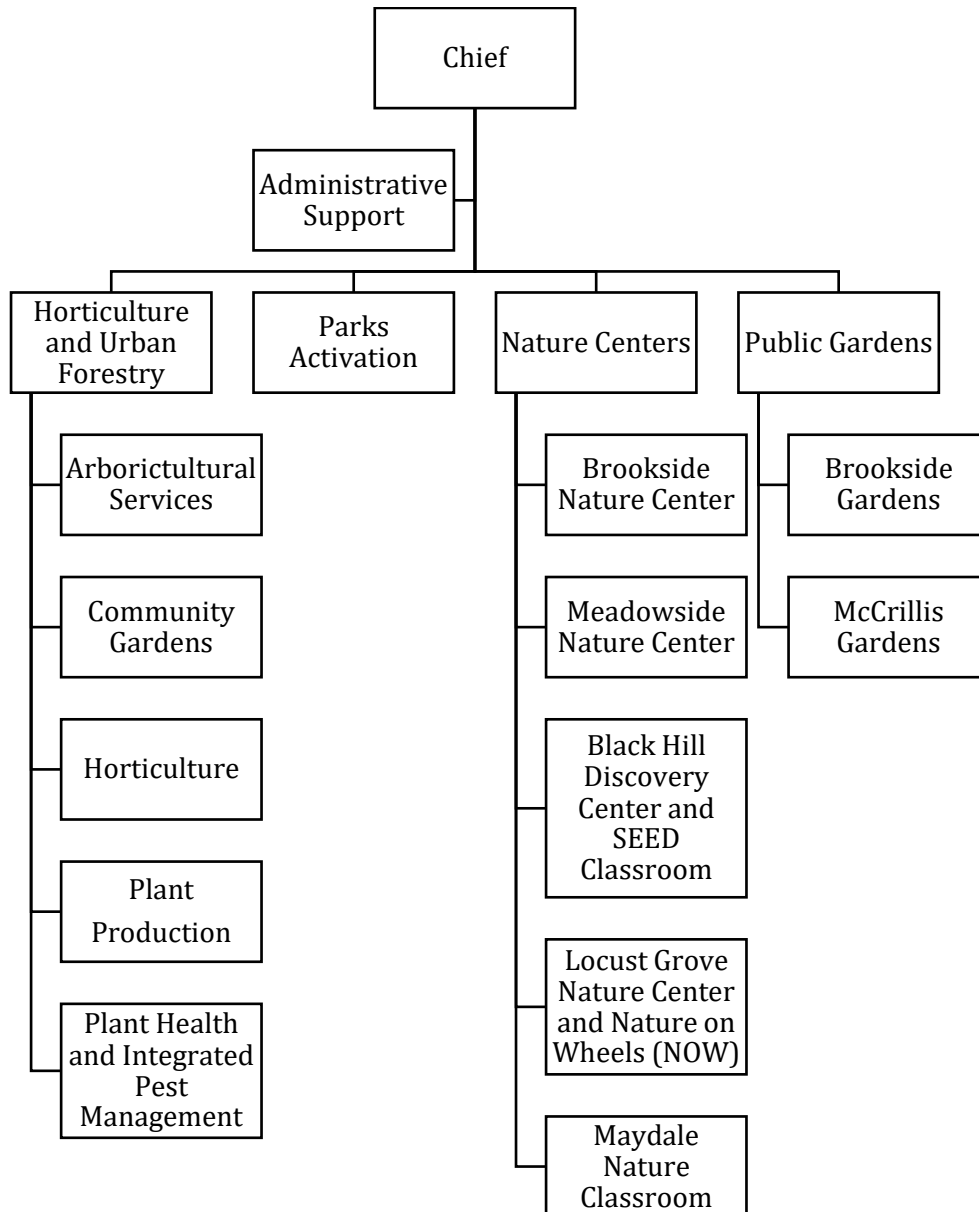 Chief
Administrative
Support
Horticulture
and Urban
Forestry
Parks
Activation
Nature Centers
Public Gardens
Arborictultural
Services
Community
Gardens
Horticulture
Plant
Production
Plant Health
and Integrated
Pest
Management
Brookside
Nature Center
Meadowside
Nature Center
Black Hill
Discovery
Center and
SEED
Classroom
Locust Grove
Nature Center
and Nature on
Wheels (NOW)
Maydale
Nature
Classroom
Brookside
Gardens
McCrillis
Gardens